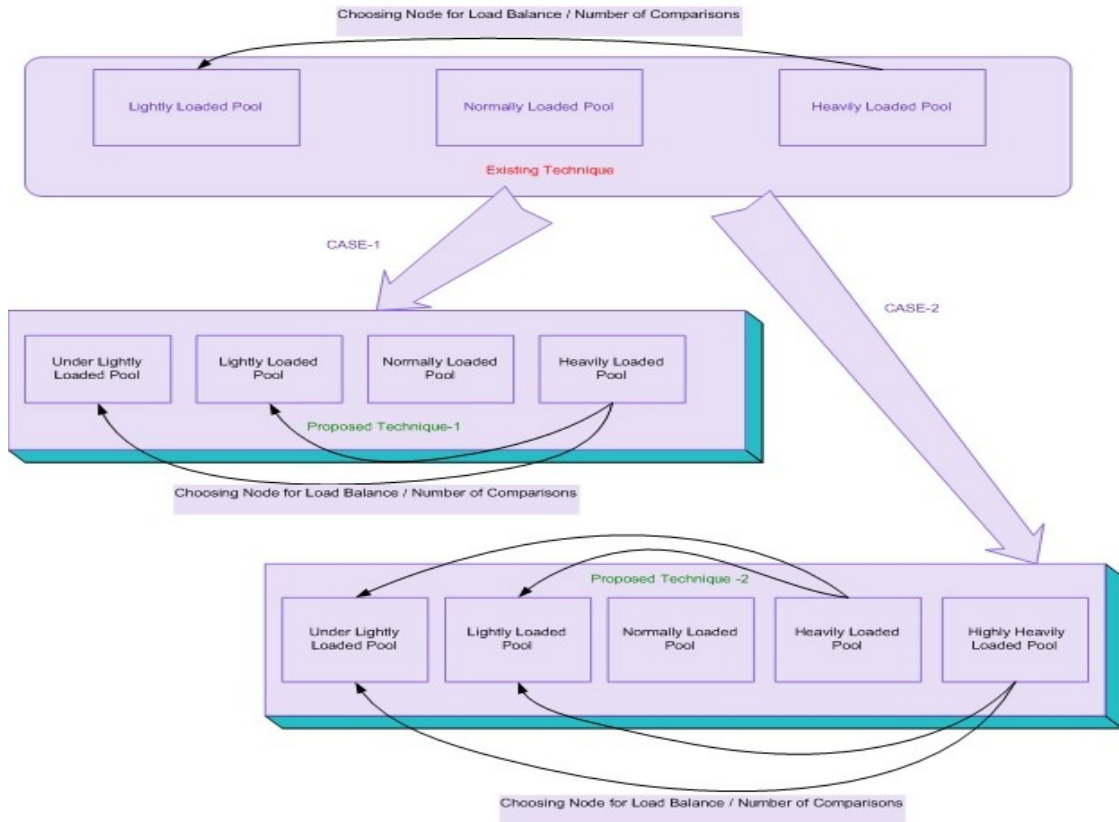 Choosing Node for Load Balance / Number of Comparisons
Lightly Loaded Pool
Normally Loaded Pool
Heavily Loaded Pool
Existing Technique
CASE-1
CASE-2
Under Lightly
Loaded Pool
Lightly Loaded
Pool
Normally Loaded
Pool
Heavily Loaded
Pool
Proposed Technique-1
Choosing Node for Load Balance / Number of Comparisons
Proposed Technique -2
Under Lightly
Loaded Pool
Lightly Loaded
Pool
Normally Loaded
Pool
Heavily Loaded
Pool
Highly Heavily
Loaded Pool
Choosing Node for Load Balance / Number of Comparisons